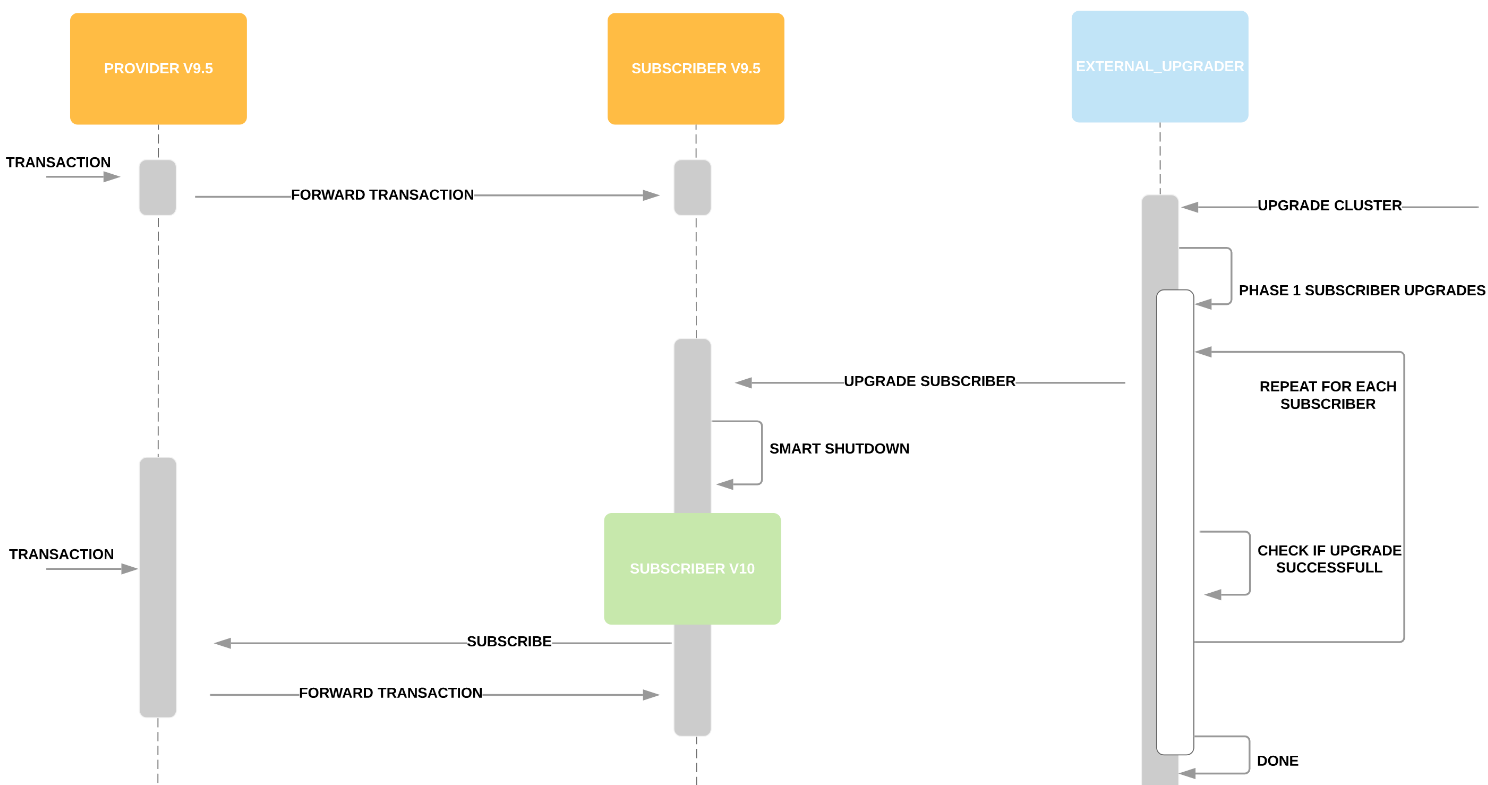 PROVIDER V9.5
SUBSCRIBER V9.5
EXTERNAL_UPGRADER
TRANSACTION
FORWARD TRANSACTION
UPGRADE CLUSTER
PHASE 1 SUBSCRIBER UPGRADES
UPGRADE SUBSCRIBER
REPEAT FOR EACH
SUBSCRIBER
SMART SHUTDOWN
TRANSACTION
SUBSCRIBER V10
CHECK IF UPGRADE
SUCCESSFULL
SUBSCRIBE
FORWARD TRANSACTION
DONE